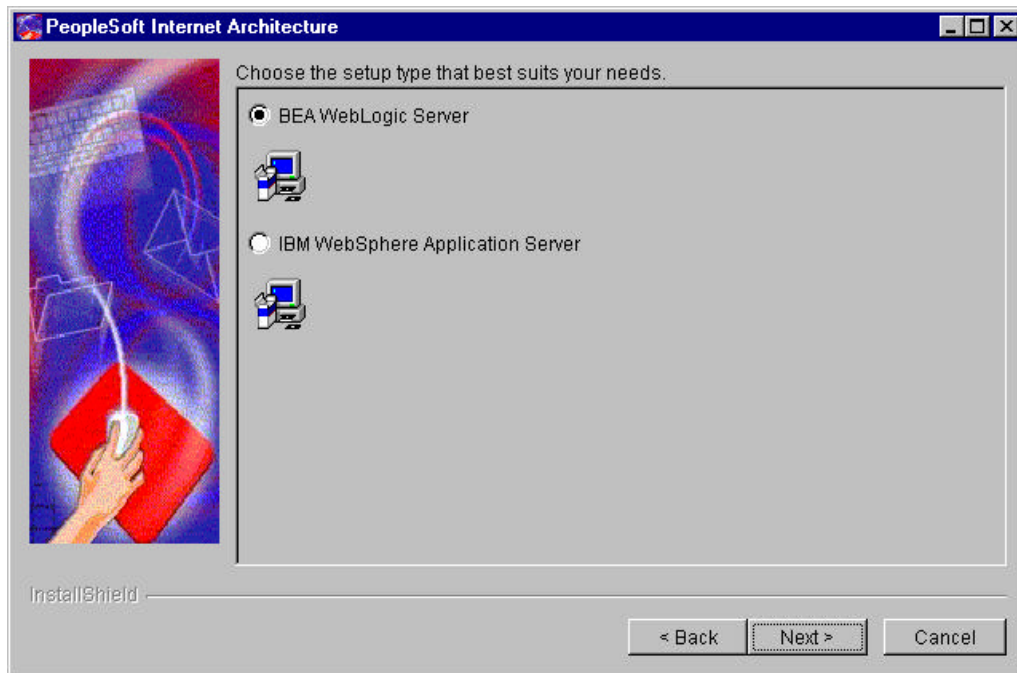 PeopleSoft Internet Architecture
Choose the setup type that best suits your needs.
BEA WebLogic Server
IBM WebSphere Application Server
InstallShield
< Back Next > Cancel